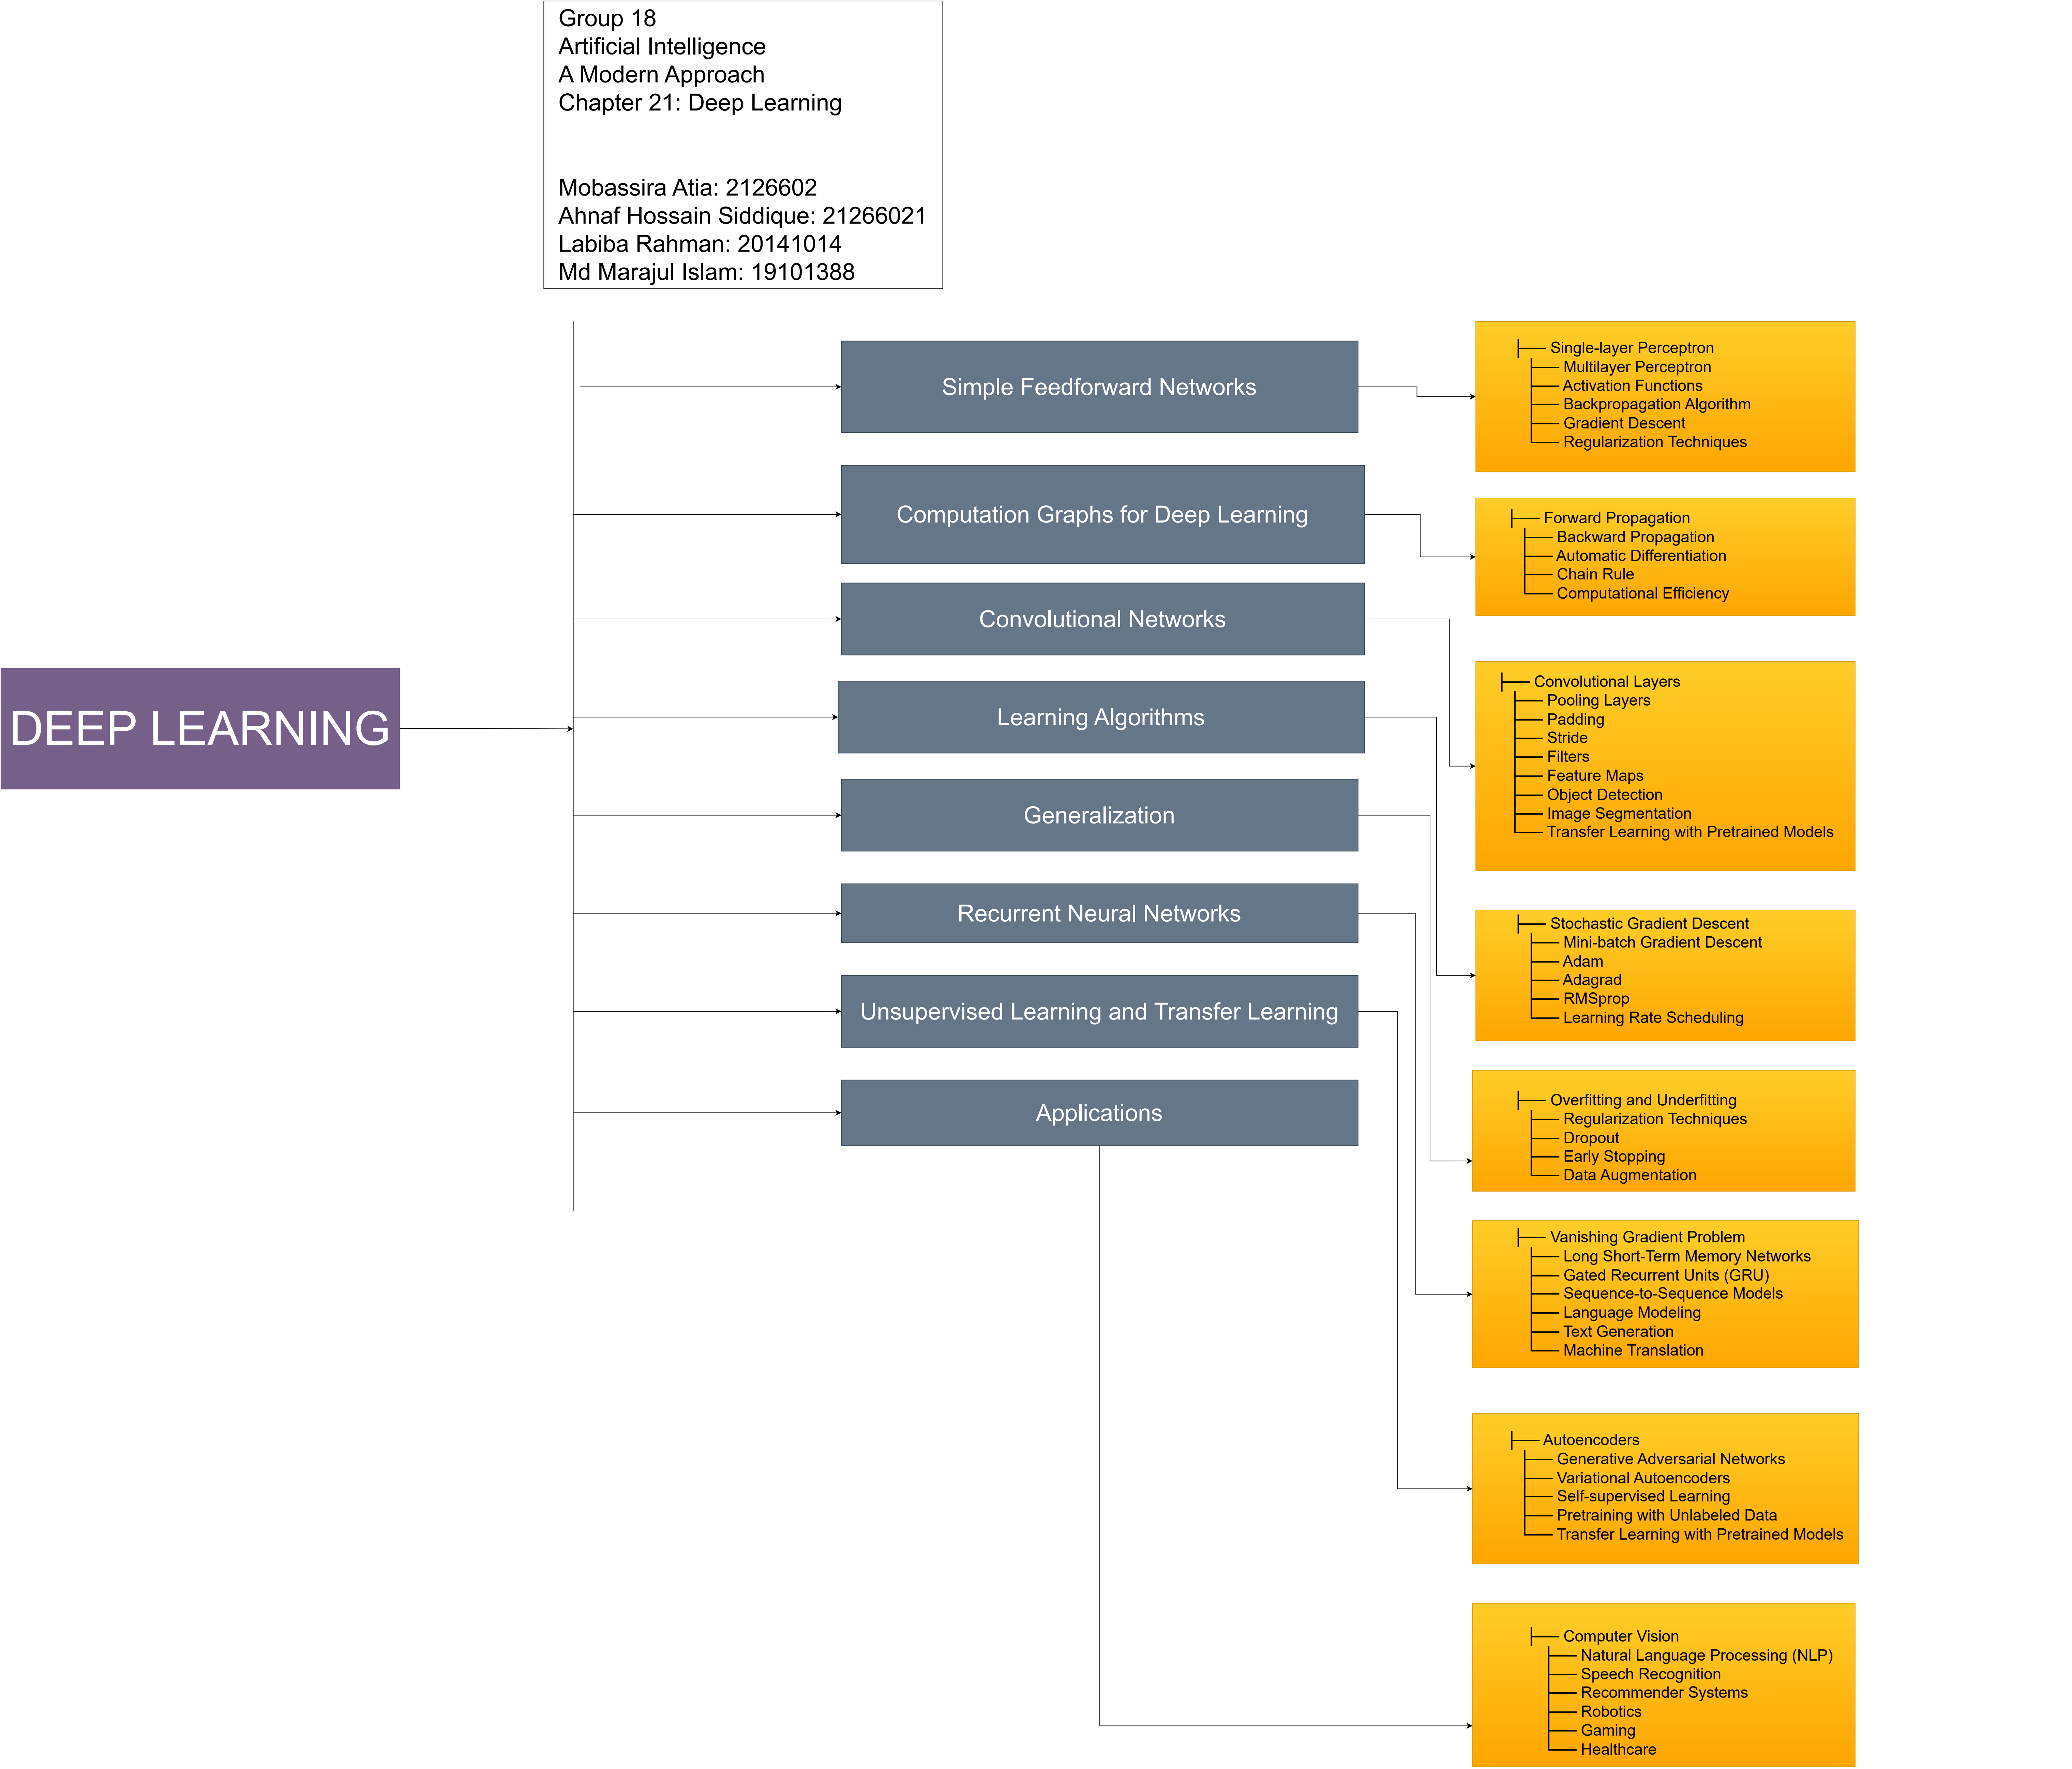 Group 18
Artificial Intelligence
A Modern Approach
Chapter 21: Deep Learning
Mobassira Atia: 2126602
Ahnaf Hossain Siddique: 21266021
Labiba Rahman: 20141014
Md Marajul Islam: 19101388
DEEP LEARNING
Simple Feedforward Networks
Computation Graphs for Deep Learning
Convolutional Networks
Learning Algorithms
Generalization
Recurrent Neural Networks
Unsupervised Learning and Transfer Learning
Applications
Single-layer Perceptron
Multilayer Perceptron
Activation Functions
Backpropagation Algorithm
Gradient Descent
Regularization Techniques
Forward Propagation
Backward Propagation
Automatic Differentiation
Chain Rule
Computational Efficiency
Convolutional Layers
Pooling Layers
Padding
Stride
Filters
Feature Maps
Object Detection
Image Segmentation
Transfer Learning with Pretrained Models
Stochastic Gradient Descent
Mini-batch Gradient Descent
Adam
Adagrad
RMSprop
Learning Rate Scheduling
Overfitting and Underfitting
Regularization Techniques
Dropout
Early Stopping
Data Augmentation
Vanishing Gradient Problem
Long Short-Term Memory Networks
Gated Recurrent Units (GRU)
Sequence-to-Sequence Models
Language Modeling
Text Generation
Machine Translation
Autoencoders
Generative Adversarial Networks
Variational Autoencoders
Self-supervised Learning
Pretraining with Unlabeled Data
Transfer Learning with Pretrained Models
Computer Vision
Natural Language Processing (NLP)
Speech Recognition
Recommender Systems
Robotics
Gaming
Healthcare